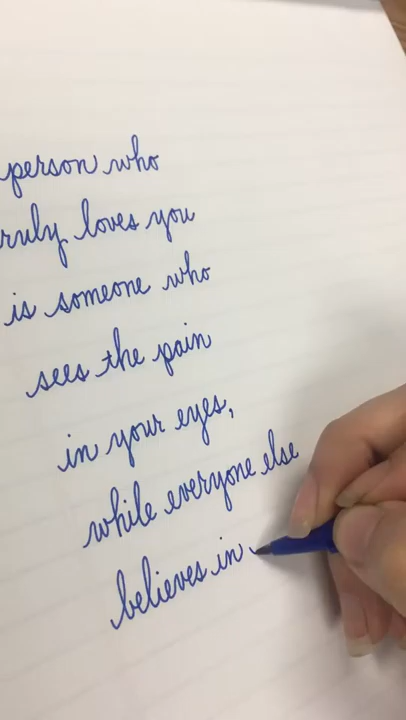 person who
ruly loves you
is someone who
sees the pain
in your eyes,
while everyone else
believes in